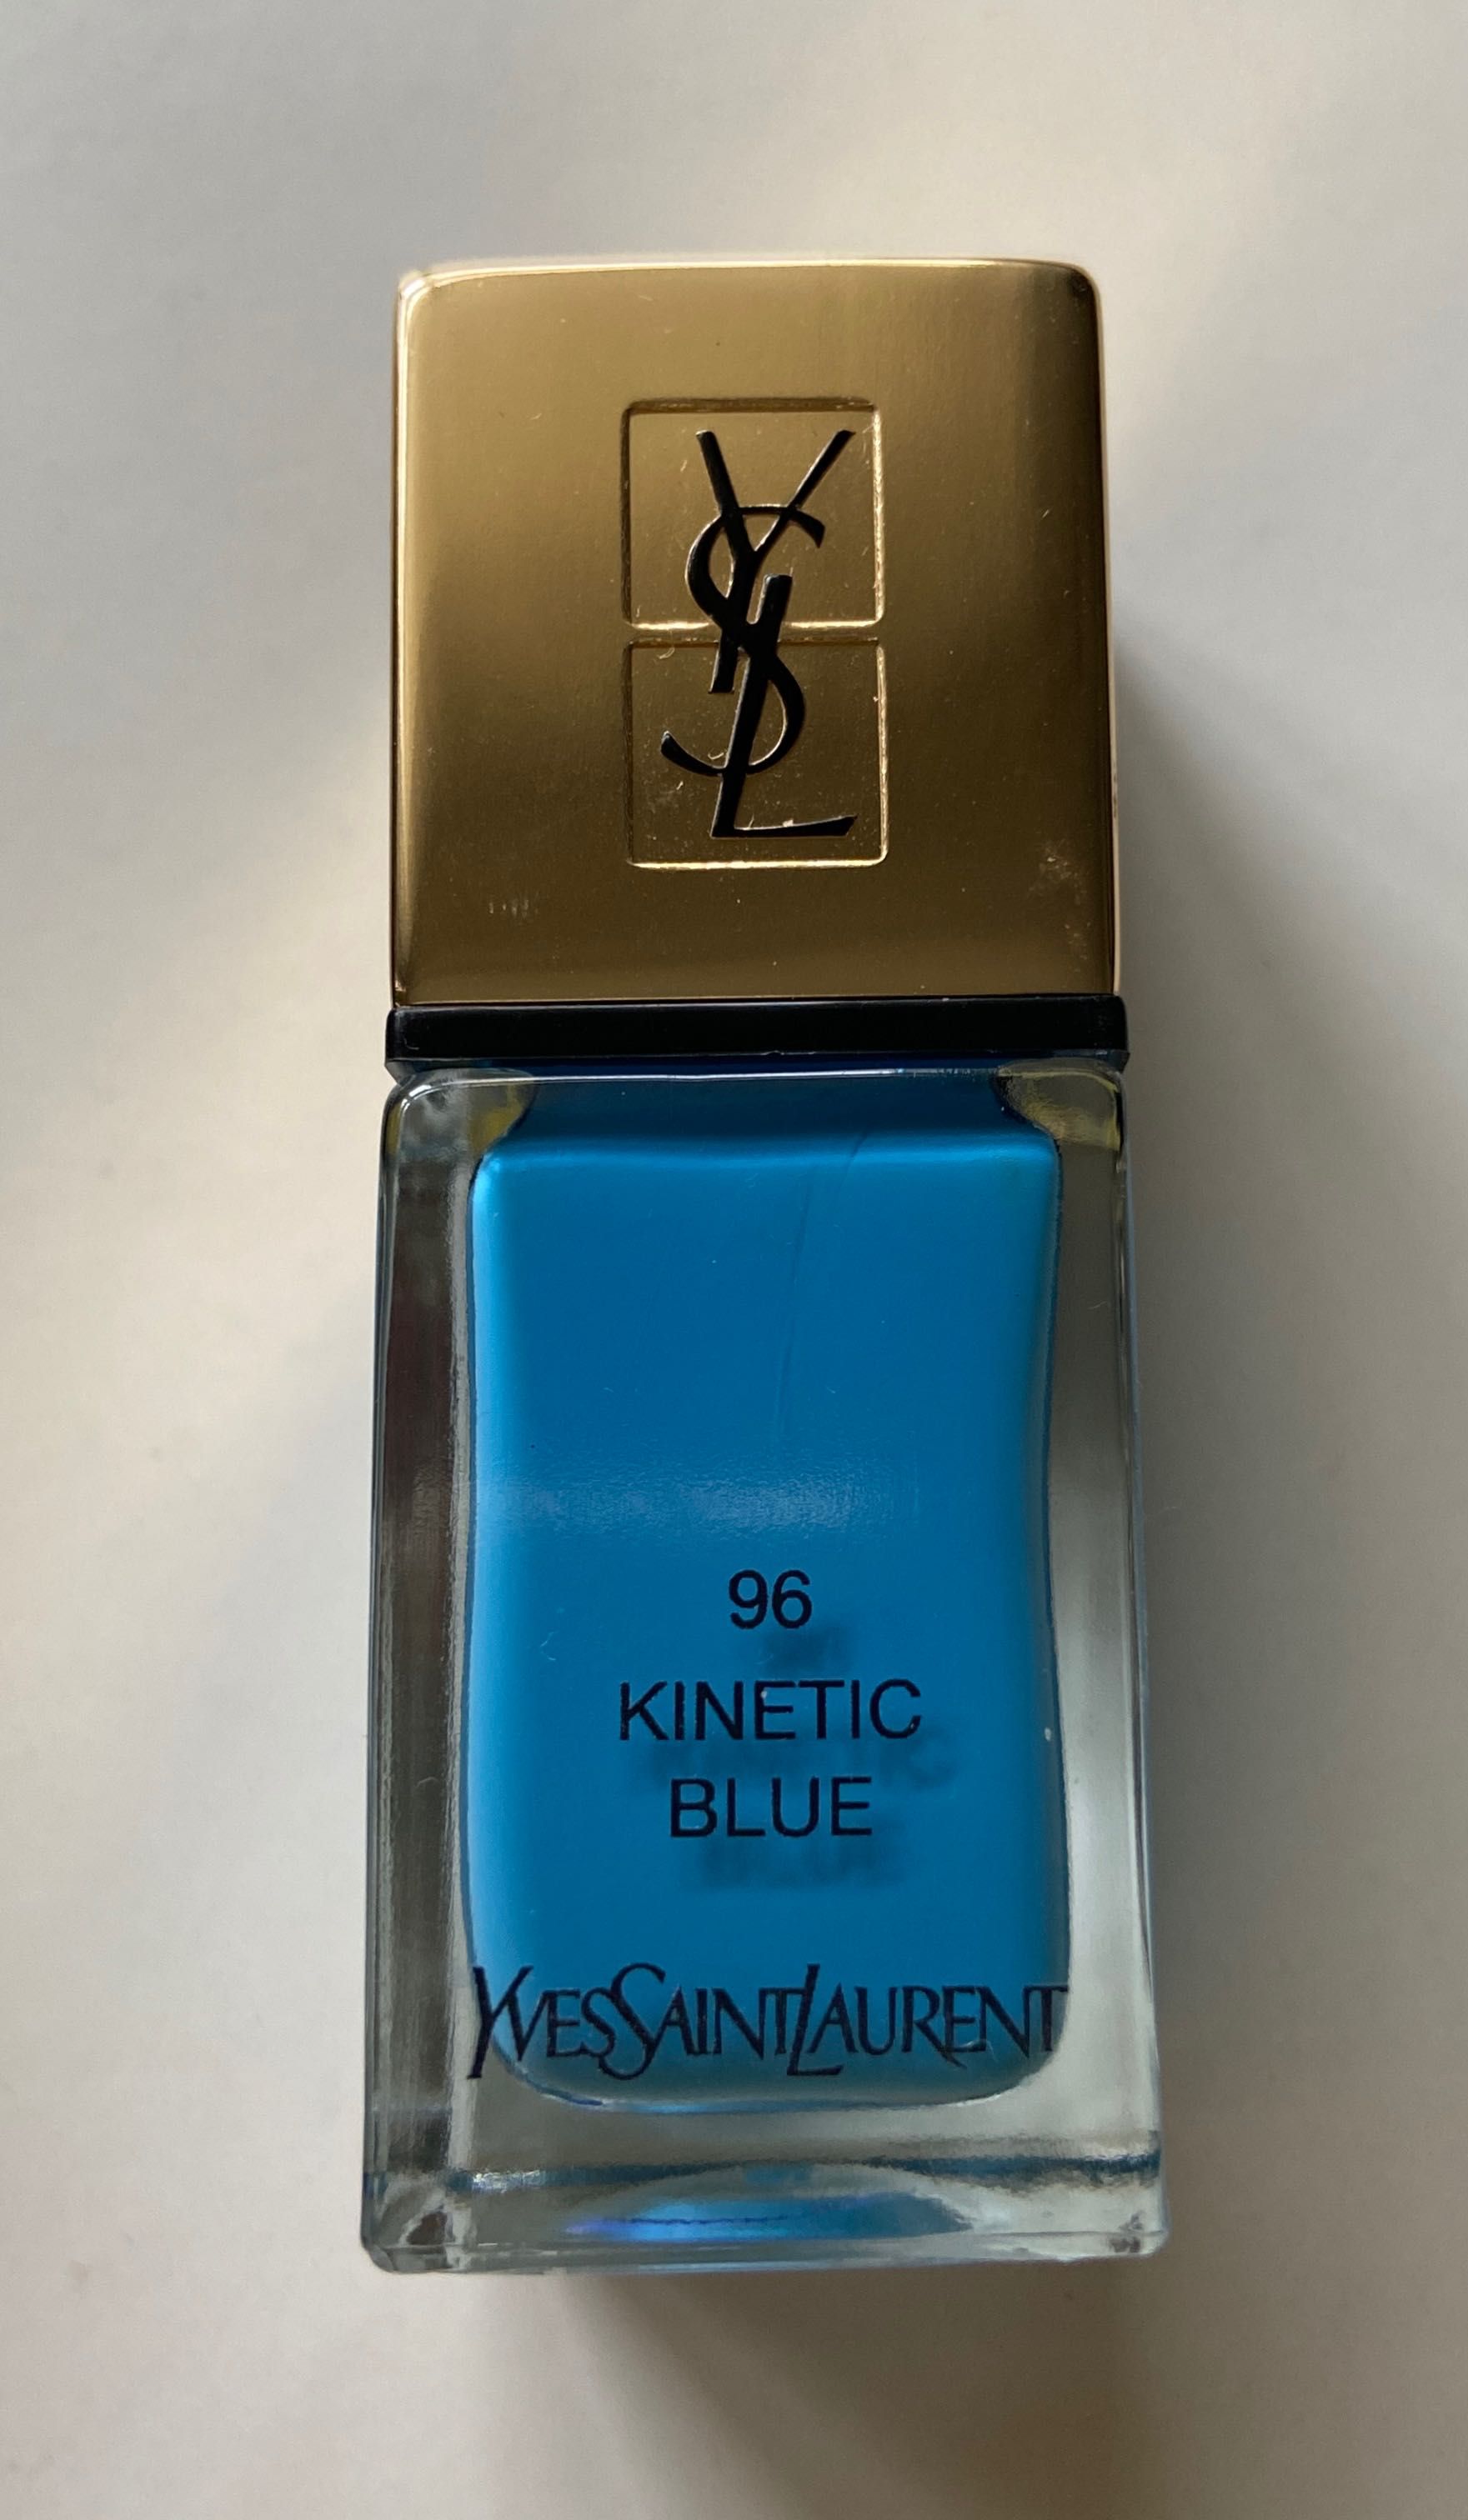 YSL
96
KINETIC
BLUE
YVESSAINTLAURENT